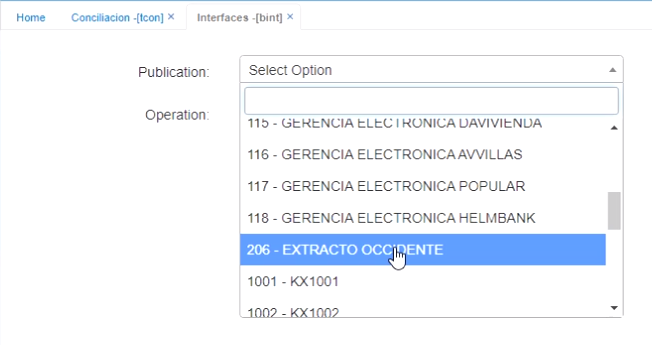 Home Conciliacion -[tcon] × Interfaces -[bint] ×
Publication: Select Option
Operation:
115 - GERENCIA ELECTRONICA DAVIVIENDA
116 - GERENCIA ELECTRONICA AVVILLAS
117 - GERENCIA ELECTRONICA POPULAR
118 - GERENCIA ELECTRONICA HELMBANK
206 - EXTRACTO OCCIDENTE
1001 - KX1001
1002 - KX1002